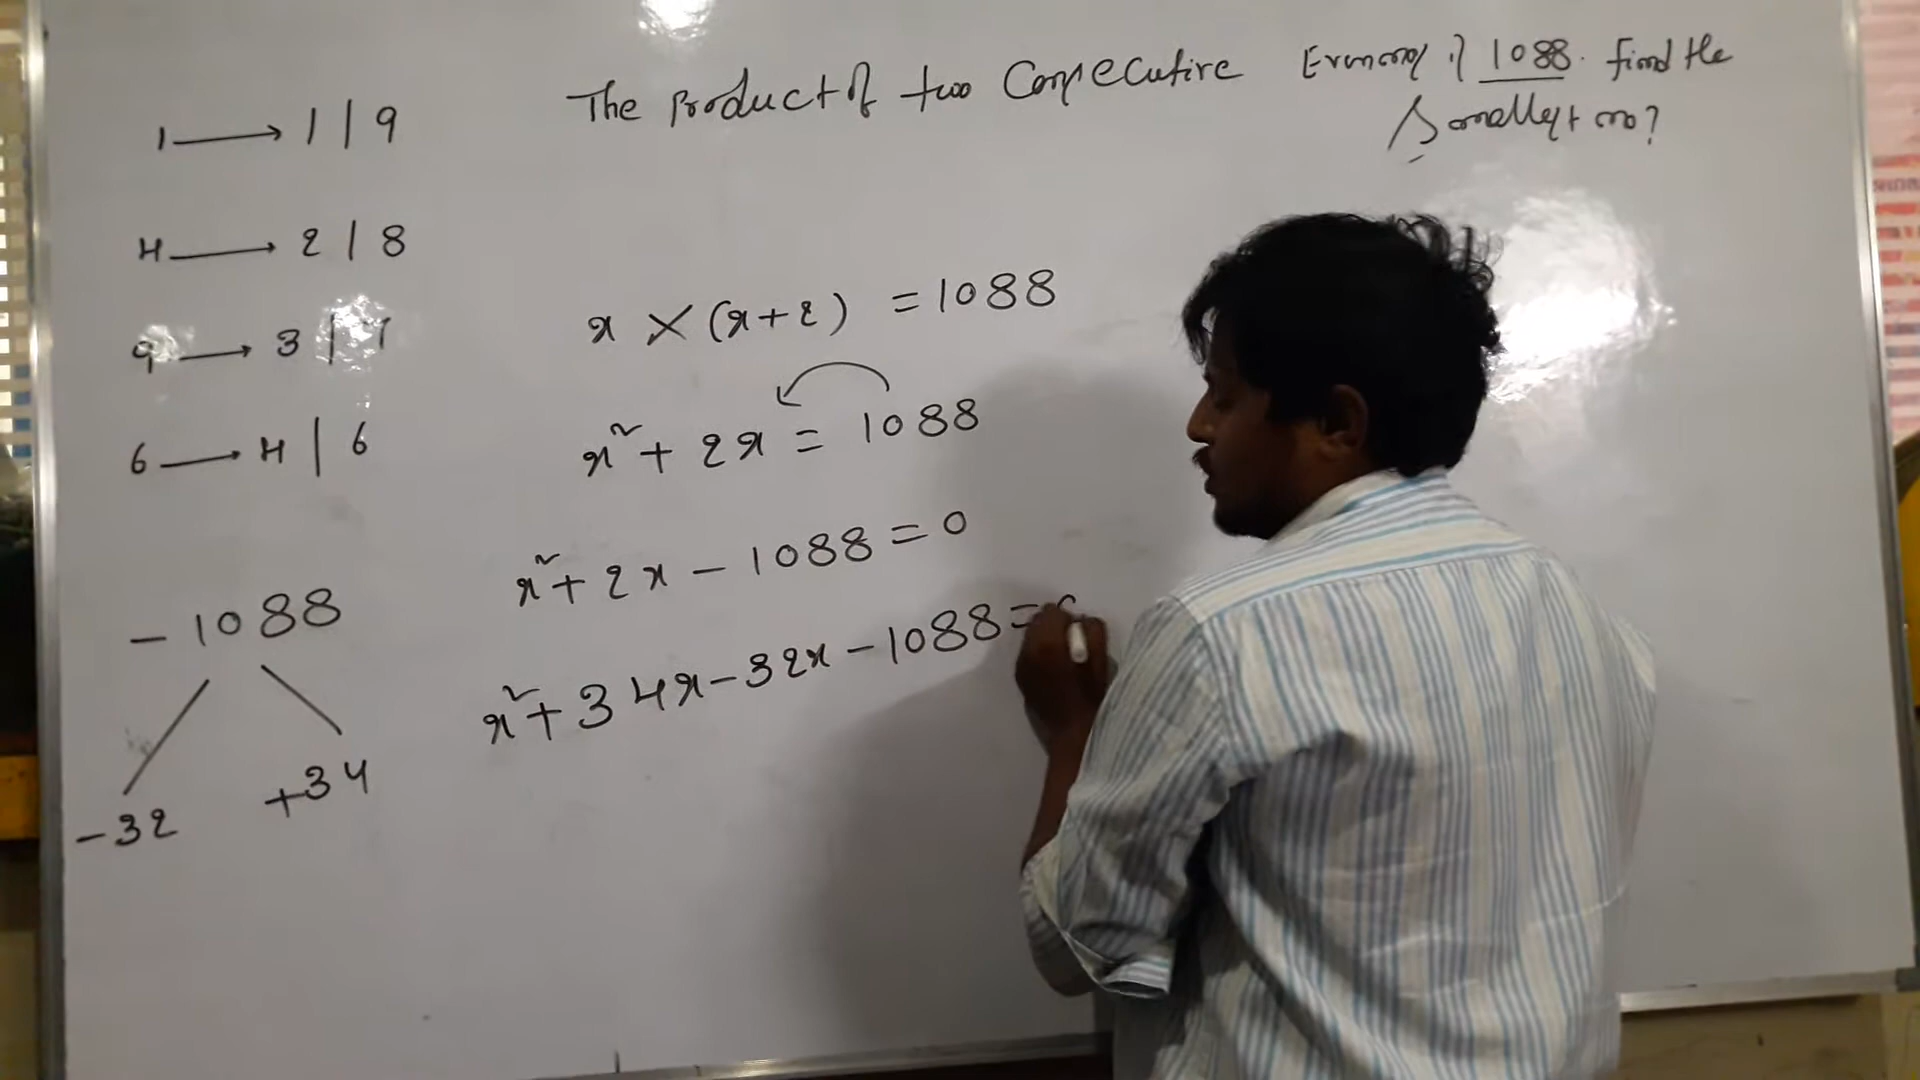 The product of two Consecutive Even no's is 1088. find the
smallest no?
1 → 1 | 9
4 → 2 | 8
9 → 3 | 7
6 → 4 | 6
x × (x+2) = 1088
x² + 2x = 1088
x² + 2x - 1088 = 0
x² + 34x - 32x - 1088 = 0
- 1088
- 32 +34